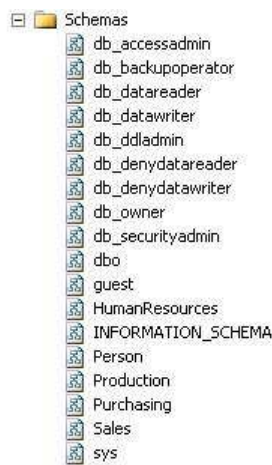 Schemas
db_accessadmin
db_backupoperator
db_datareader
db_datawriter
db_ddladmin
db_denydatareader
db_denydatawriter
db_owner
db_securityadmin
dbo
guest
HumanResources
INFORMATION_SCHEMA
Person
Production
Purchasing
Sales
sys